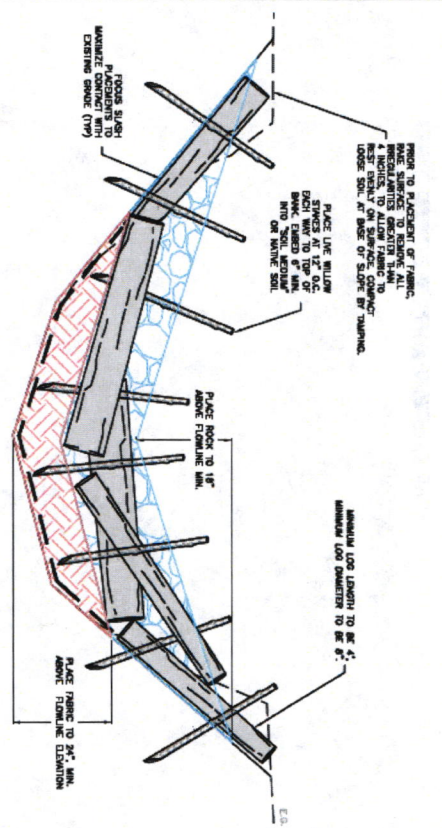 PRIOR TO PLACEMENT OF FABRIC,
RAKE SURFACE TO REMOVE ALL
IRREGULARITIES GREATER THAN
4 INCHES, TO ALLOW FABRIC TO
REST EVENLY ON SURFACE. COMPACT
LOOSE SOIL AT BASE OF SLOPE BY TAMPING.
PLACE LIVE WILLOW
STAKES AT 12" O.C.
EACH WAY TO TOP OF
BANK. EMBED 6" MIN.
INTO "SOIL MEDIUM"
OR NATIVE SOIL
FOCUS SLASH
PLACEMENTS TO
MAXIMIZE CONTACT WITH
EXISTING GRADE (TYP)
PLACE ROCK TO 18"
ABOVE FLOWLINE MIN.
MINIMUM LOG LENGTH TO BE 4';
MINIMUM LOG DIAMETER TO BE 8".
PLACE FABRIC TO 24", MIN.
ABOVE FLOWLINE ELEVATION
E.G.